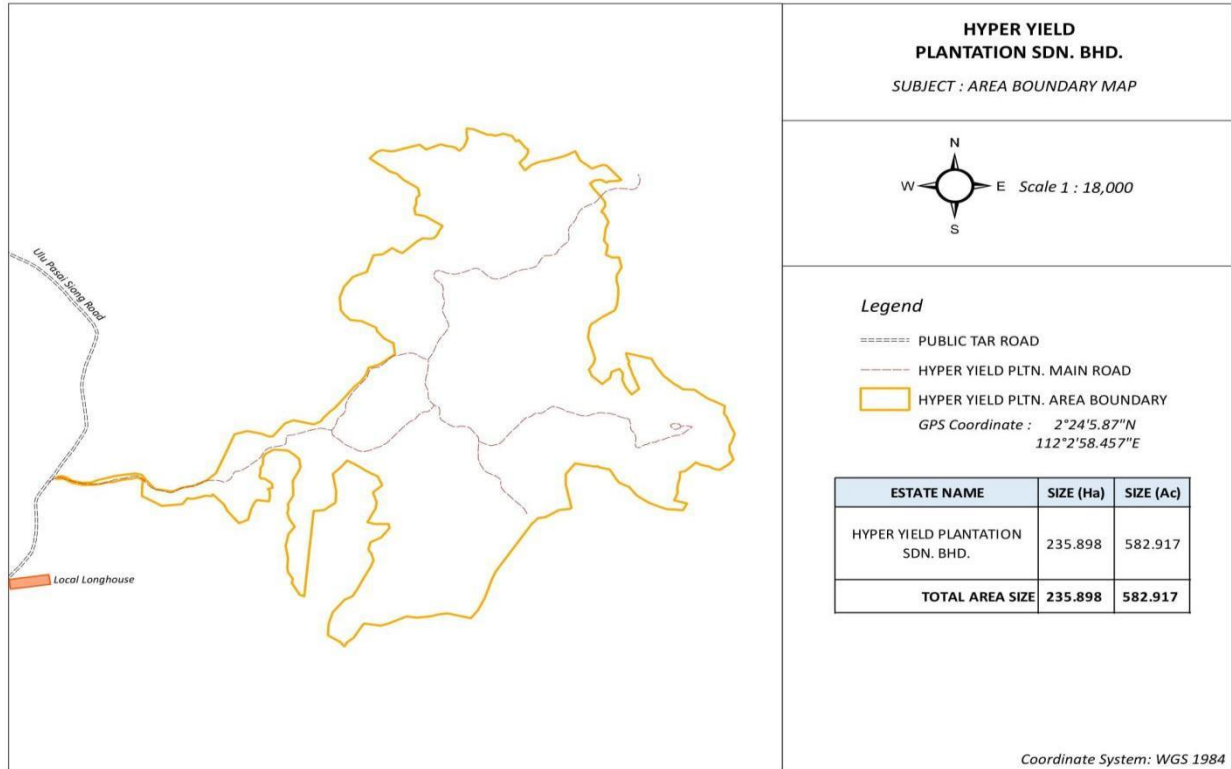 HYPER YIELD
PLANTATION SDN. BHD.
SUBJECT : AREA BOUNDARY MAP
N
W
E
S
Scale 1 : 18,000
Ulu Pasai Siong Road
Local Longhouse
Legend
PUBLIC TAR ROAD
HYPER YIELD PLTN. MAIN ROAD
HYPER YIELD PLTN. AREA BOUNDARY
GPS Coordinate : 2°24'5.87"N
112°2'58.457"E
ESTATE NAME SIZE (Ha) SIZE (Ac)
HYPER YIELD PLANTATION
SDN. BHD. 235.898 582.917
TOTAL AREA SIZE 235.898 582.917
Coordinate System: WGS 1984